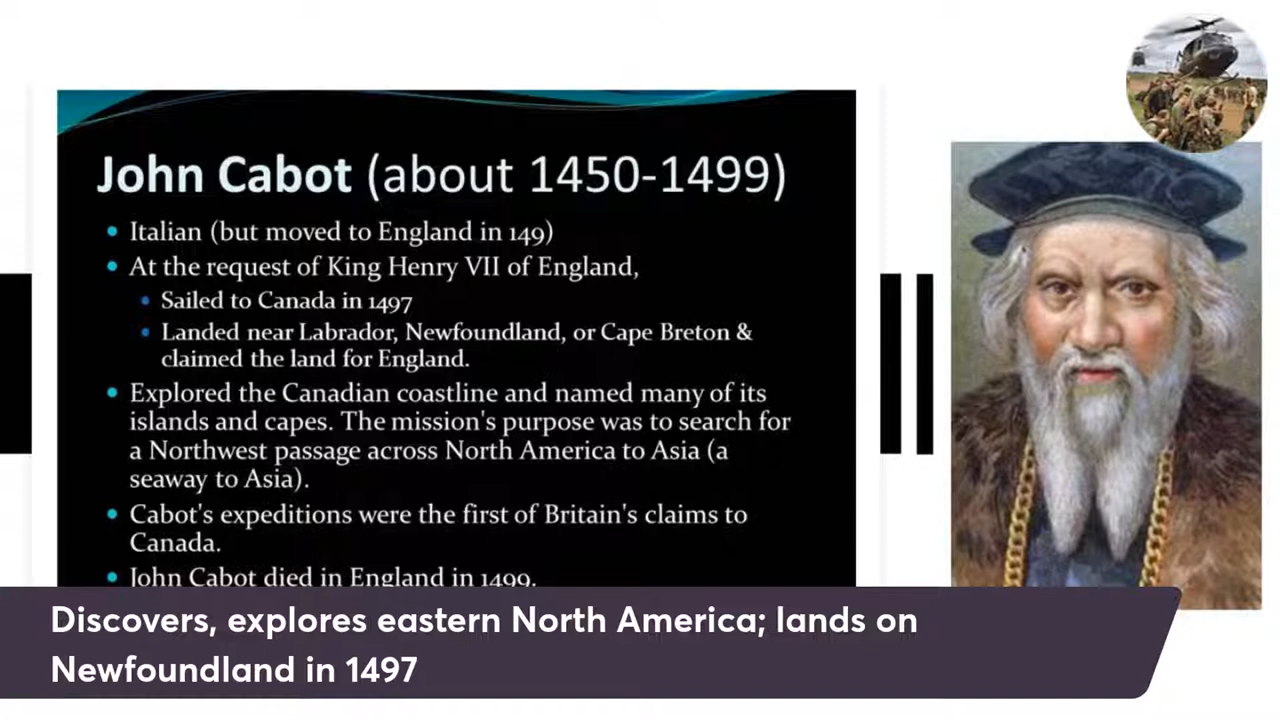 John Cabot (about 1450-1499)
Italian (but moved to England in 149)
At the request of King Henry VII of England,
Sailed to Canada in 1497
Landed near Labrador, Newfoundland, or Cape Breton &
claimed the land for England.
Explored the Canadian coastline and named many of its
islands and capes. The mission's purpose was to search for
a Northwest passage across North America to Asia (a
seaway to Asia).
Cabot's expeditions were the first of Britain's claims to
Canada.
John Cabot died in England in 1499.
Discovers, explores eastern North America; lands on
Newfoundland in 1497